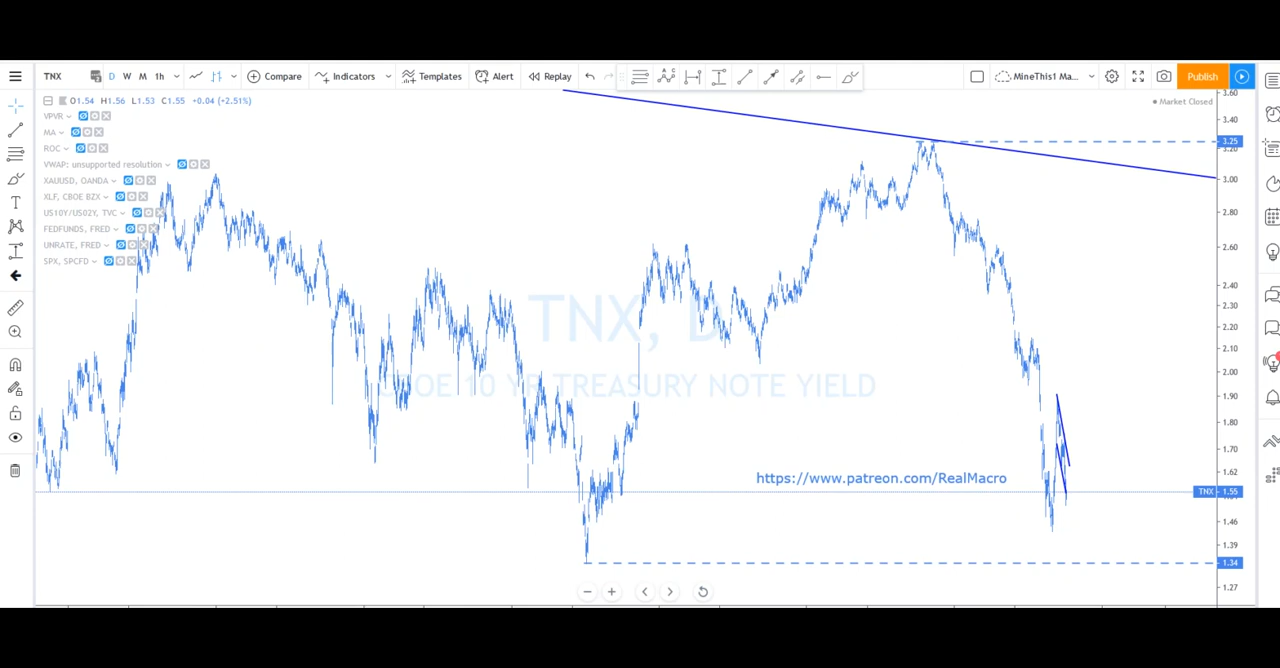 TNX D W M 1h Compare Indicators Templates Alert Replay MineThis1 Ma... Publish
O1.54 H1.56 L1.53 C1.55 +0.04 (+2.51%)
Market Closed
VPVR
MA
ROC
VWAP: unsupported resolution
XAUUSD, OANDA
XLF, CBOE BZX
US10Y/US02Y, TVC
FEDFUNDS, FRED
UNRATE, FRED
SPX, SPCFD
TNX, D
CBOE 10 YR TREASURY NOTE YIELD
https://www.patreon.com/RealMacro
3.60
3.40
3.25
3.20
3.00
2.80
2.60
2.40
2.30
2.20
2.10
2.00
1.90
1.80
1.70
1.62
TNX 1.55
1.46
1.39
1.34
1.27